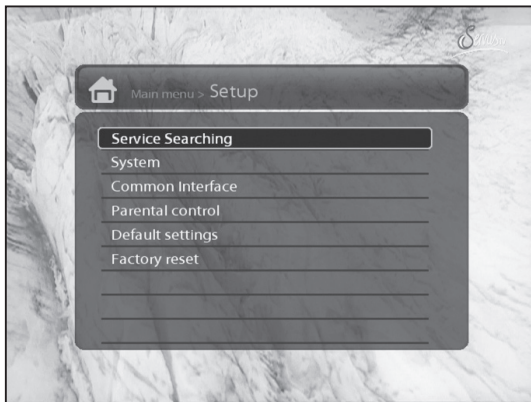 Main menu > Setup
Service Searching
System
Common Interface
Parental control
Default settings
Factory reset